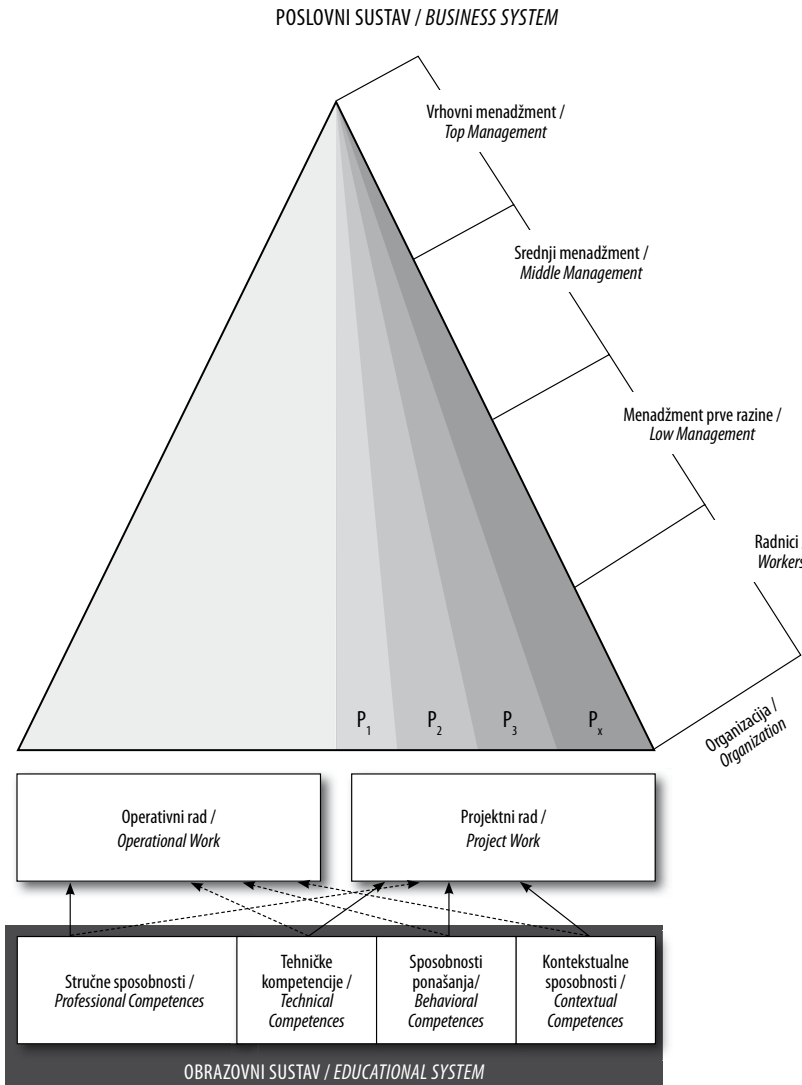 POSLOVNI SUSTAV / BUSINESS SYSTEM
Vrhovni menadžment /
Top Management
Srednji menadžment /
Middle Management
Menadžment prve razine /
Low Management
Radnici /
Workers
Organizacija /
Organization
P1
P2
P3
Px
Operativni rad /
Operational Work
Projektni rad /
Project Work
Stručne sposobnosti /
Professional Competences
Tehničke
kompetencije /
Technical
Competences
Sposobnosti
ponašanja/
Behavioral
Competences
Kontekstualne
sposobnosti /
Contextual
Competences
OBRAZOVNI SUSTAV / EDUCATIONAL SYSTEM